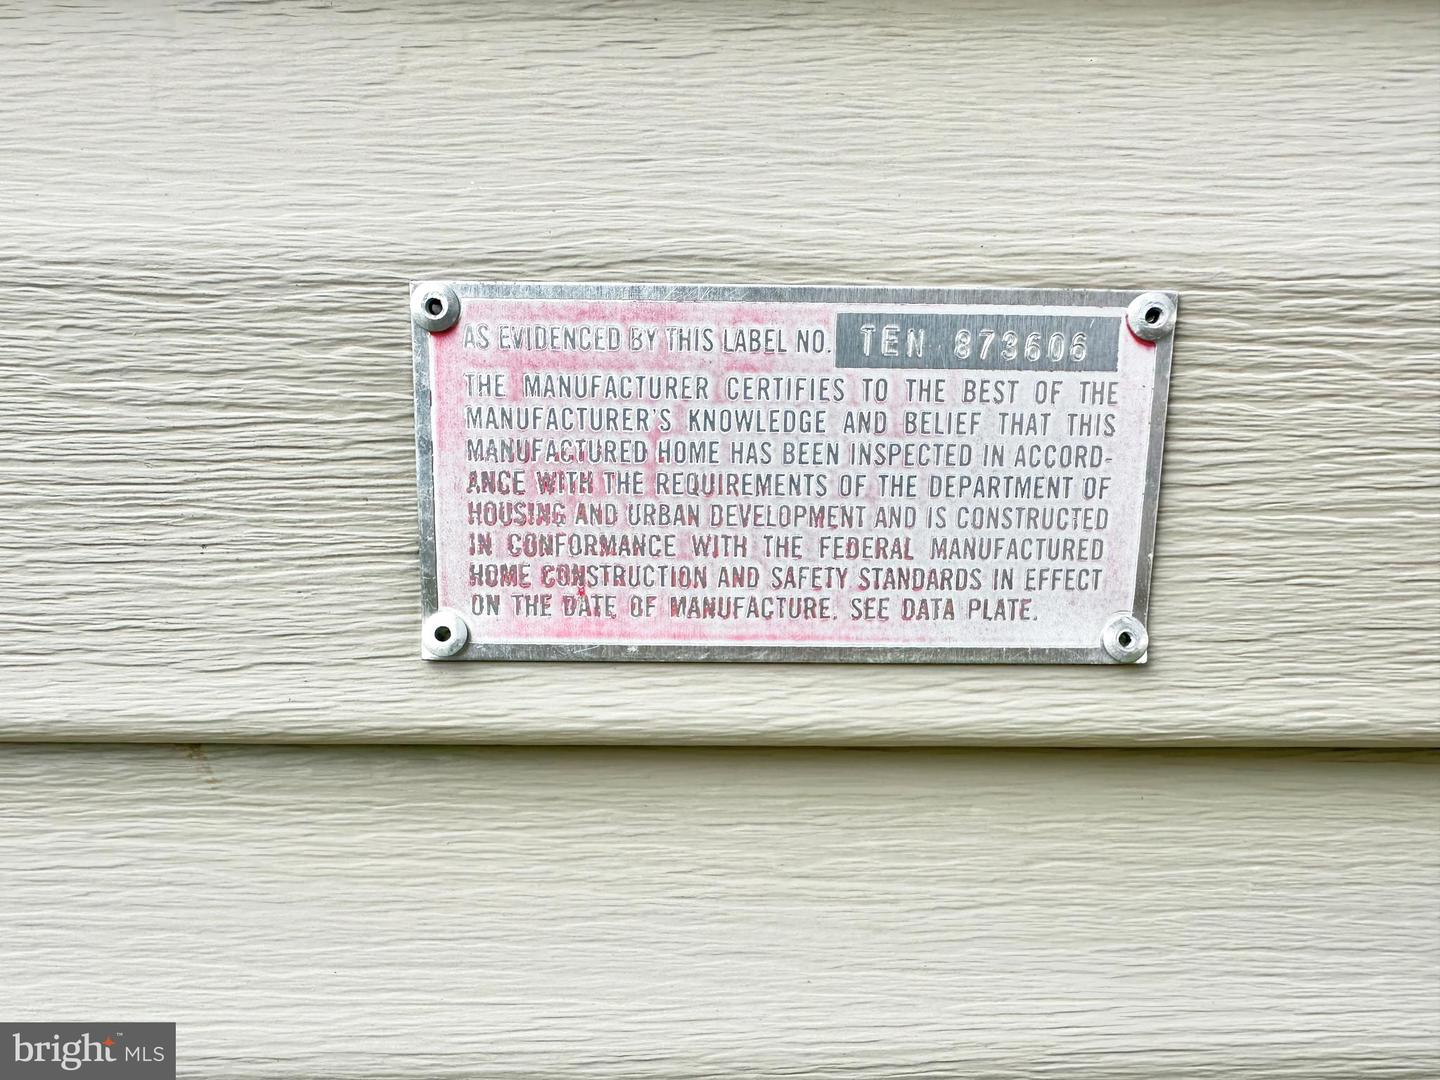 AS EVIDENCED BY THIS LABEL NO. TEN 873606
THE MANUFACTURER CERTIFIES TO THE BEST OF THE
MANUFACTURER'S KNOWLEDGE AND BELIEF THAT THIS
MANUFACTURED HOME HAS BEEN INSPECTED IN ACCORD-
ANCE WITH THE REQUIREMENTS OF THE DEPARTMENT OF
HOUSING AND URBAN DEVELOPMENT AND IS CONSTRUCTED
IN CONFORMANCE WITH THE FEDERAL MANUFACTURED
HOME CONSTRUCTION AND SAFETY STANDARDS IN EFFECT
ON THE DATE OF MANUFACTURE. SEE DATA PLATE.
bright™ MLS